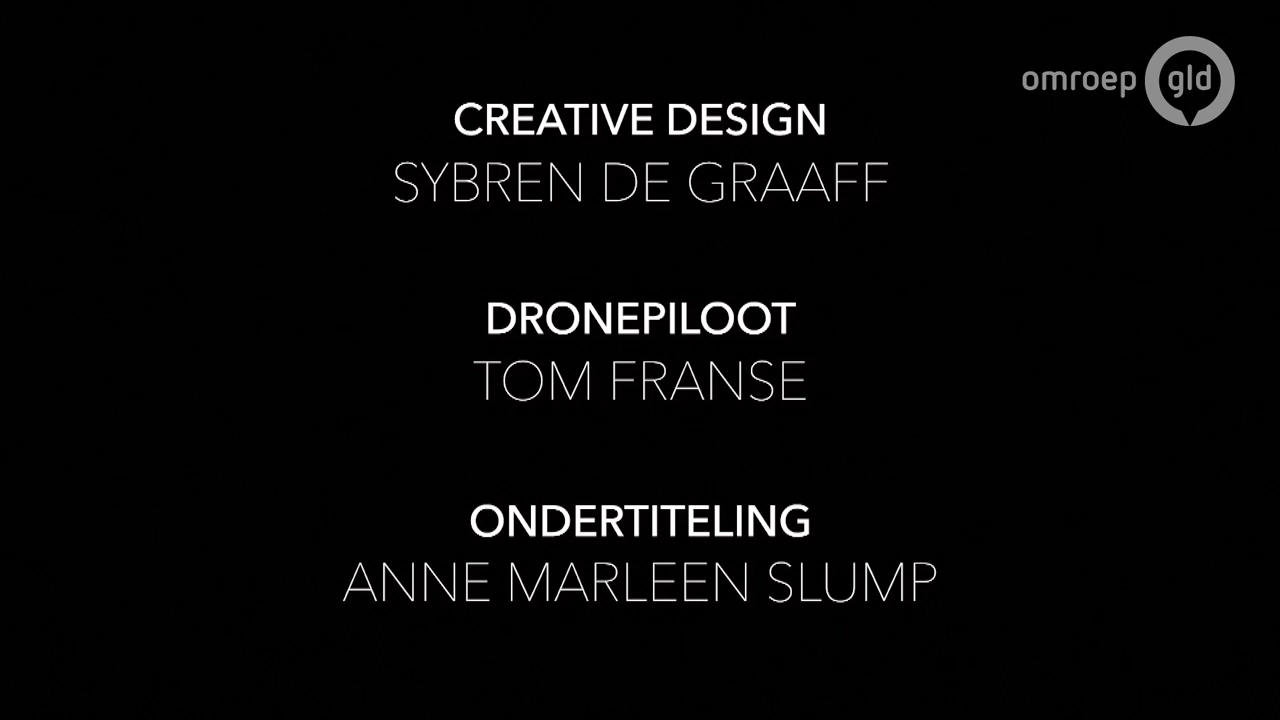 omroep gld
CREATIVE DESIGN
SYBREN DE GRAAFF
DRONEPILOOT
TOM FRANSE
ONDERTITELING
ANNE MARLEEN SLUMP